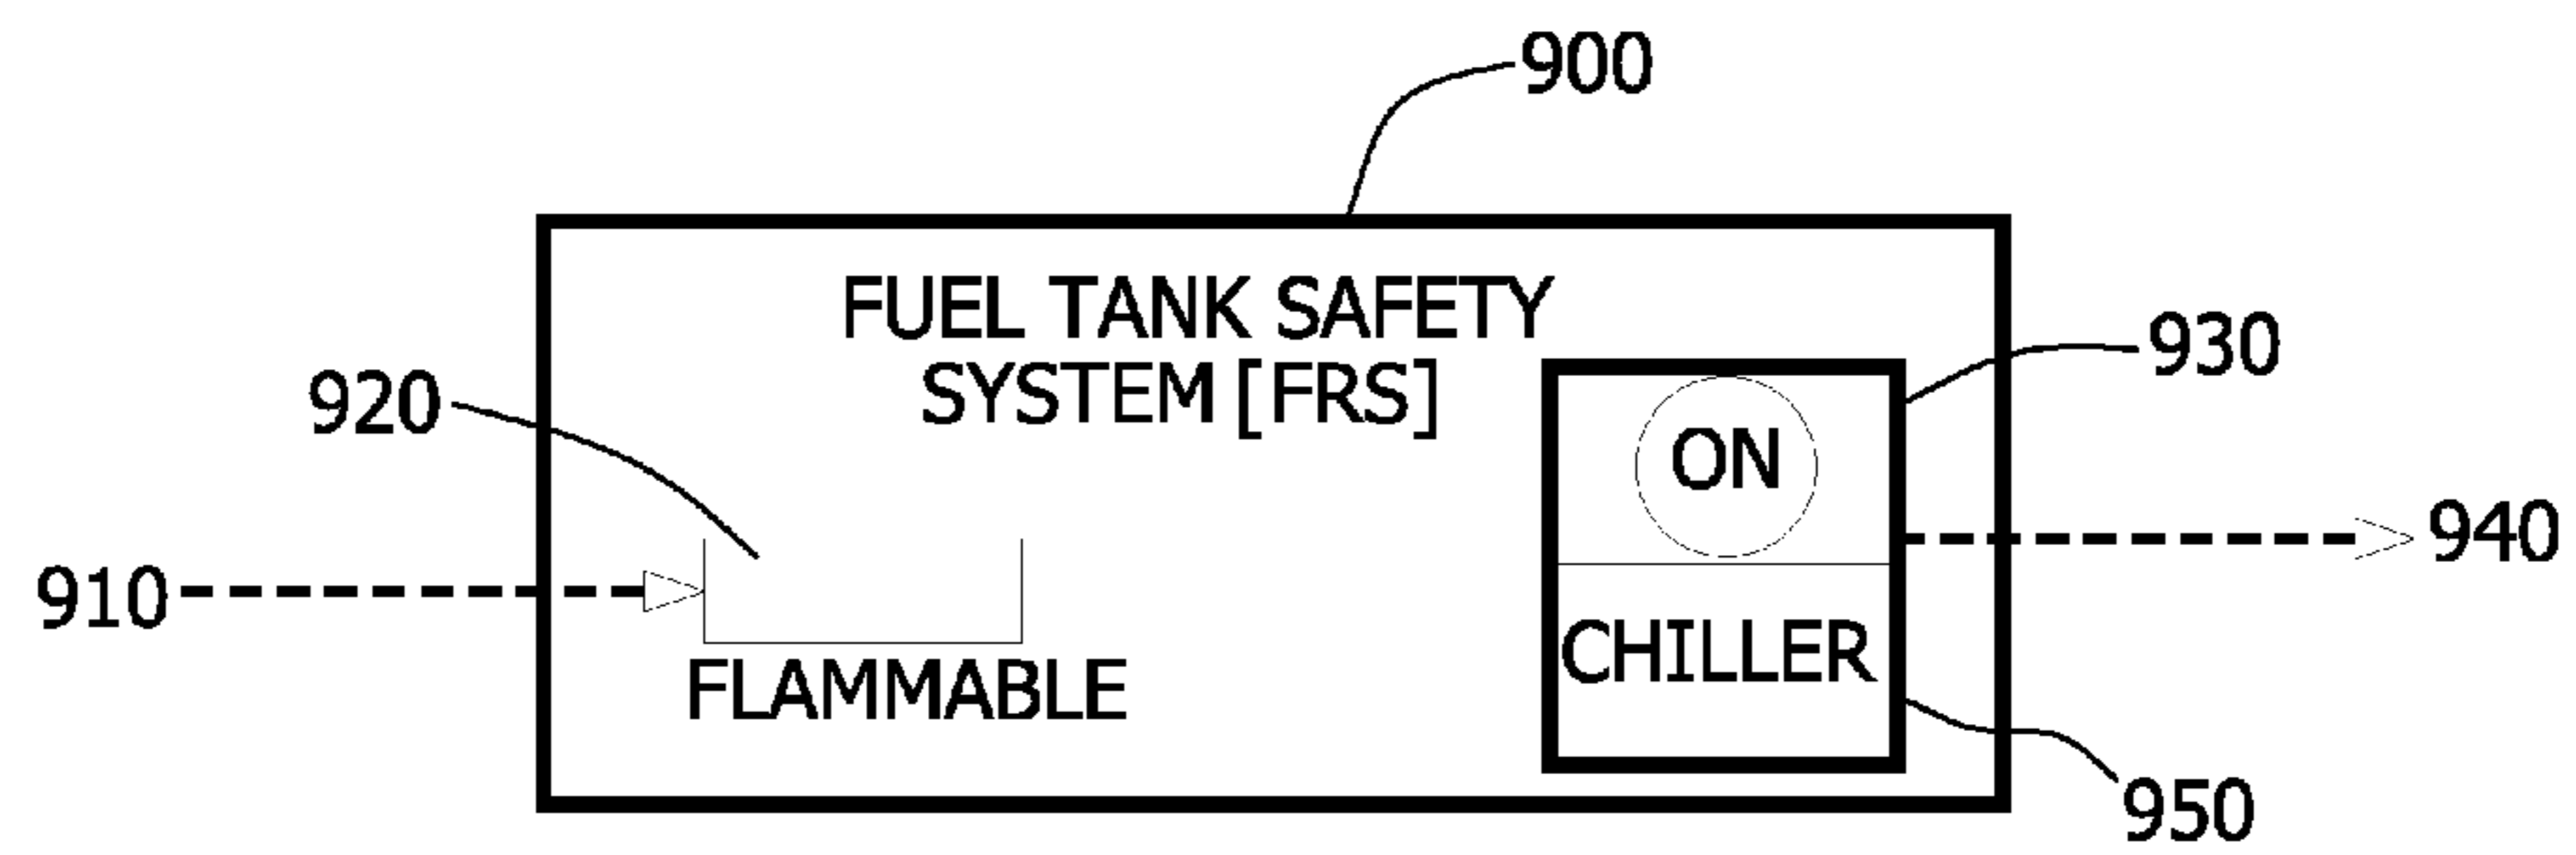 900
FUEL TANK SAFETY
SYSTEM [FRS]
930
920
ON
940
910
CHILLER
FLAMMABLE
950